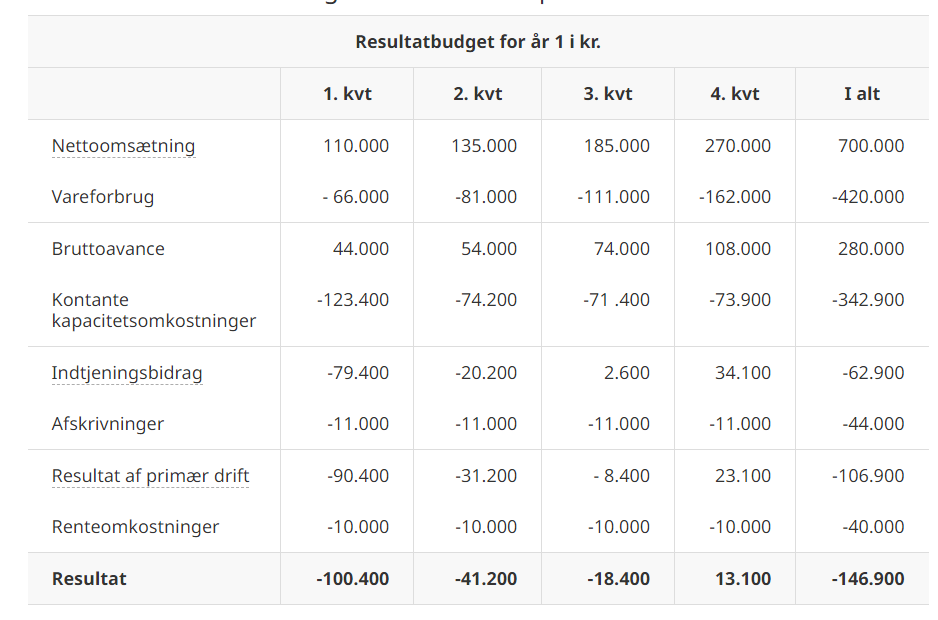 Resultatbudget for år 1 i kr.
1. kvt 2. kvt 3. kvt 4. kvt I alt
Nettoomsætning 110.000 135.000 185.000 270.000 700.000
Vareforbrug - 66.000 -81.000 -111.000 -162.000 -420.000
Bruttoavance 44.000 54.000 74.000 108.000 280.000
Kontante -123.400 -74.200 -71 .400 -73.900 -342.900
kapacitetsomkostninger
Indtjeningsbidrag -79.400 -20.200 2.600 34.100 -62.900
Afskrivninger -11.000 -11.000 -11.000 -11.000 -44.000
Resultat af primær drift -90.400 -31.200 - 8.400 23.100 -106.900
Renteomkostninger -10.000 -10.000 -10.000 -10.000 -40.000
Resultat -100.400 -41.200 -18.400 13.100 -146.900